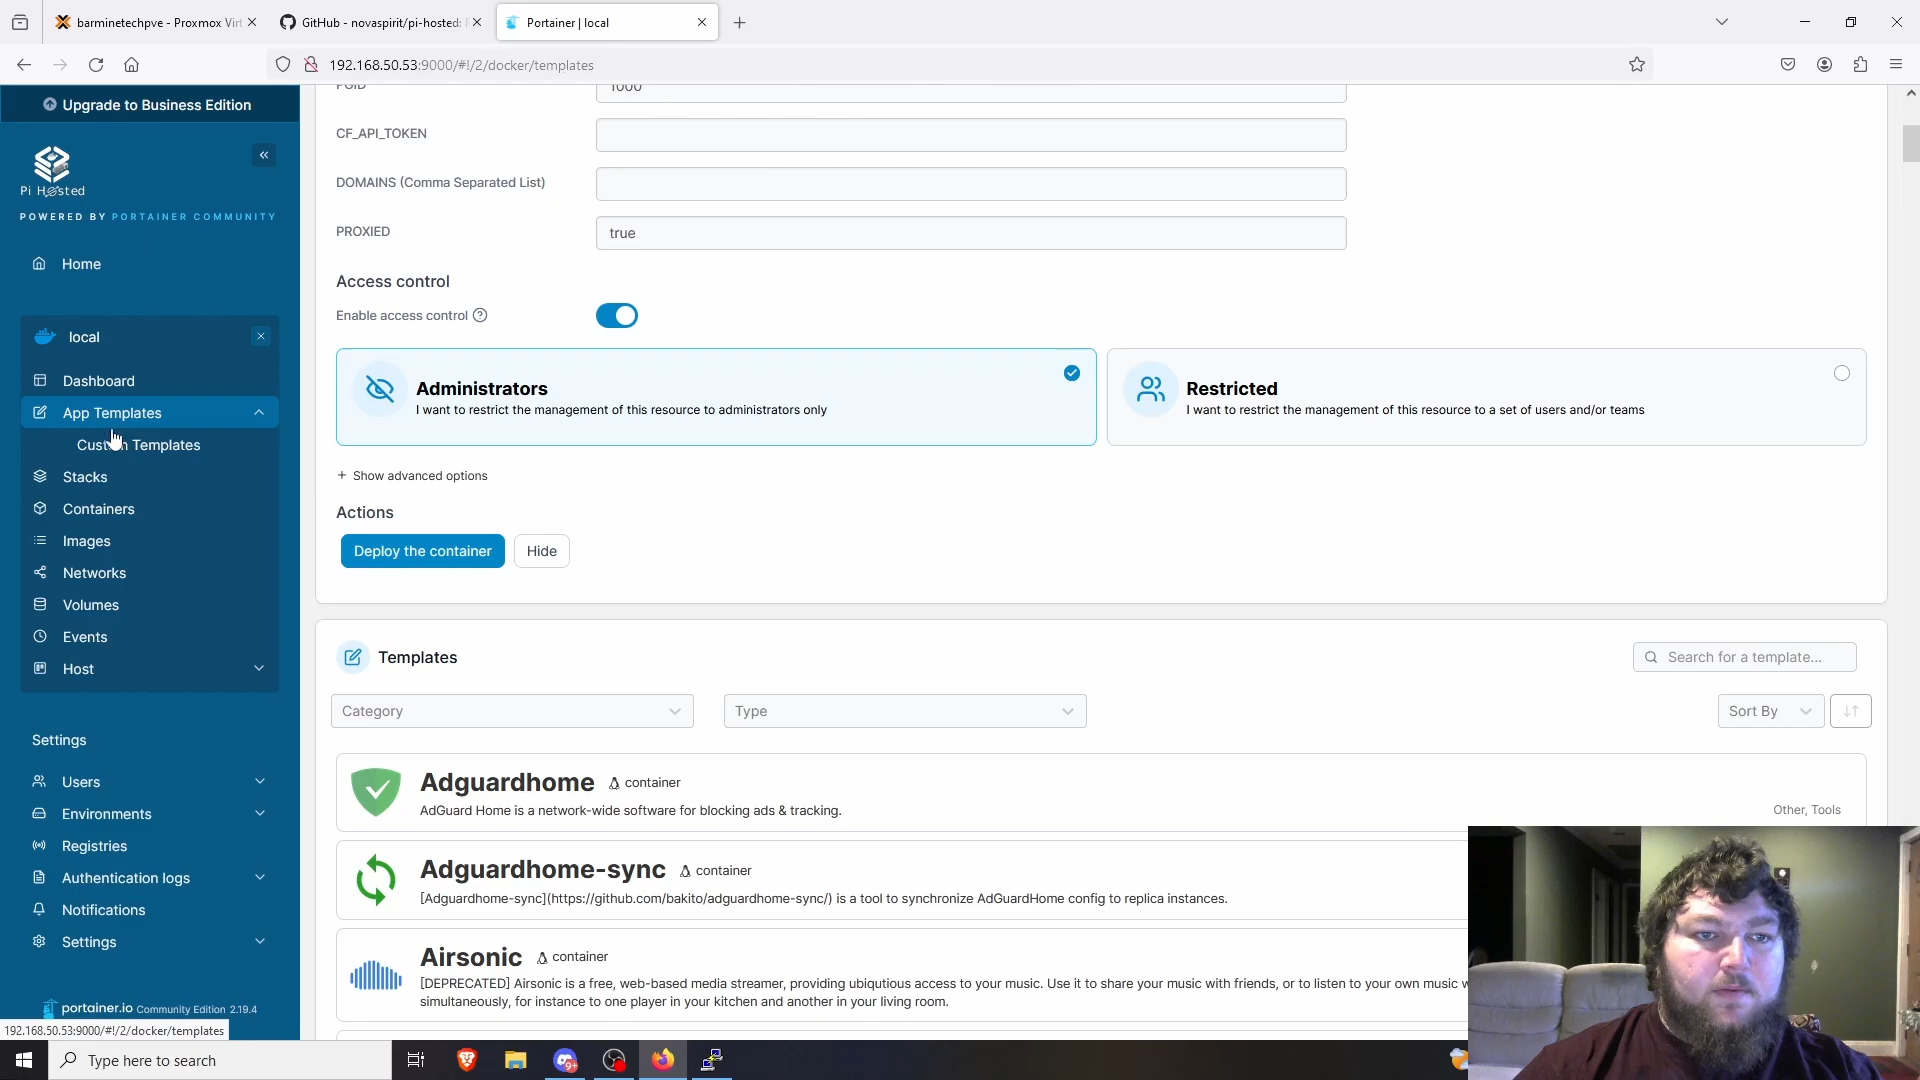 barminetechpve - Proxmox Virt
GitHub - novaspirit/pi-hosted:
Portainer | local
192.168.50.53:9000/#!/2/docker/templates
Upgrade to Business Edition
Pi Hosted
POWERED BY PORTAINER COMMUNITY
Home
local
Dashboard
App Templates
Custom Templates
Stacks
Containers
Images
Networks
Volumes
Events
Host
Settings
Users
Environments
Registries
Authentication logs
Notifications
Settings
portainer.io Community Edition 2.19.4
192.168.50.53:9000/#!/2/docker/templates
PGID
1000
CF_API_TOKEN
DOMAINS (Comma Separated List)
PROXIED
true
Access control
Enable access control
Administrators
I want to restrict the management of this resource to administrators only
Restricted
I want to restrict the management of this resource to a set of users and/or teams
+ Show advanced options
Actions
Deploy the container
Hide
Templates
Search for a template...
Category
Type
Sort By
Adguardhome container
AdGuard Home is a network-wide software for blocking ads & tracking.
Other, Tools
Adguardhome-sync container
[Adguardhome-sync](https://github.com/bakito/adguardhome-sync/) is a tool to synchronize AdGuardHome config to replica instances.
Airsonic container
[DEPRECATED] Airsonic is a free, web-based media streamer, providing ubiqutious access to your music. Use it to share your music with friends, or to listen to your own music w
simultaneously, for instance to one player in your kitchen and another in your living room.
Type here to search
9+